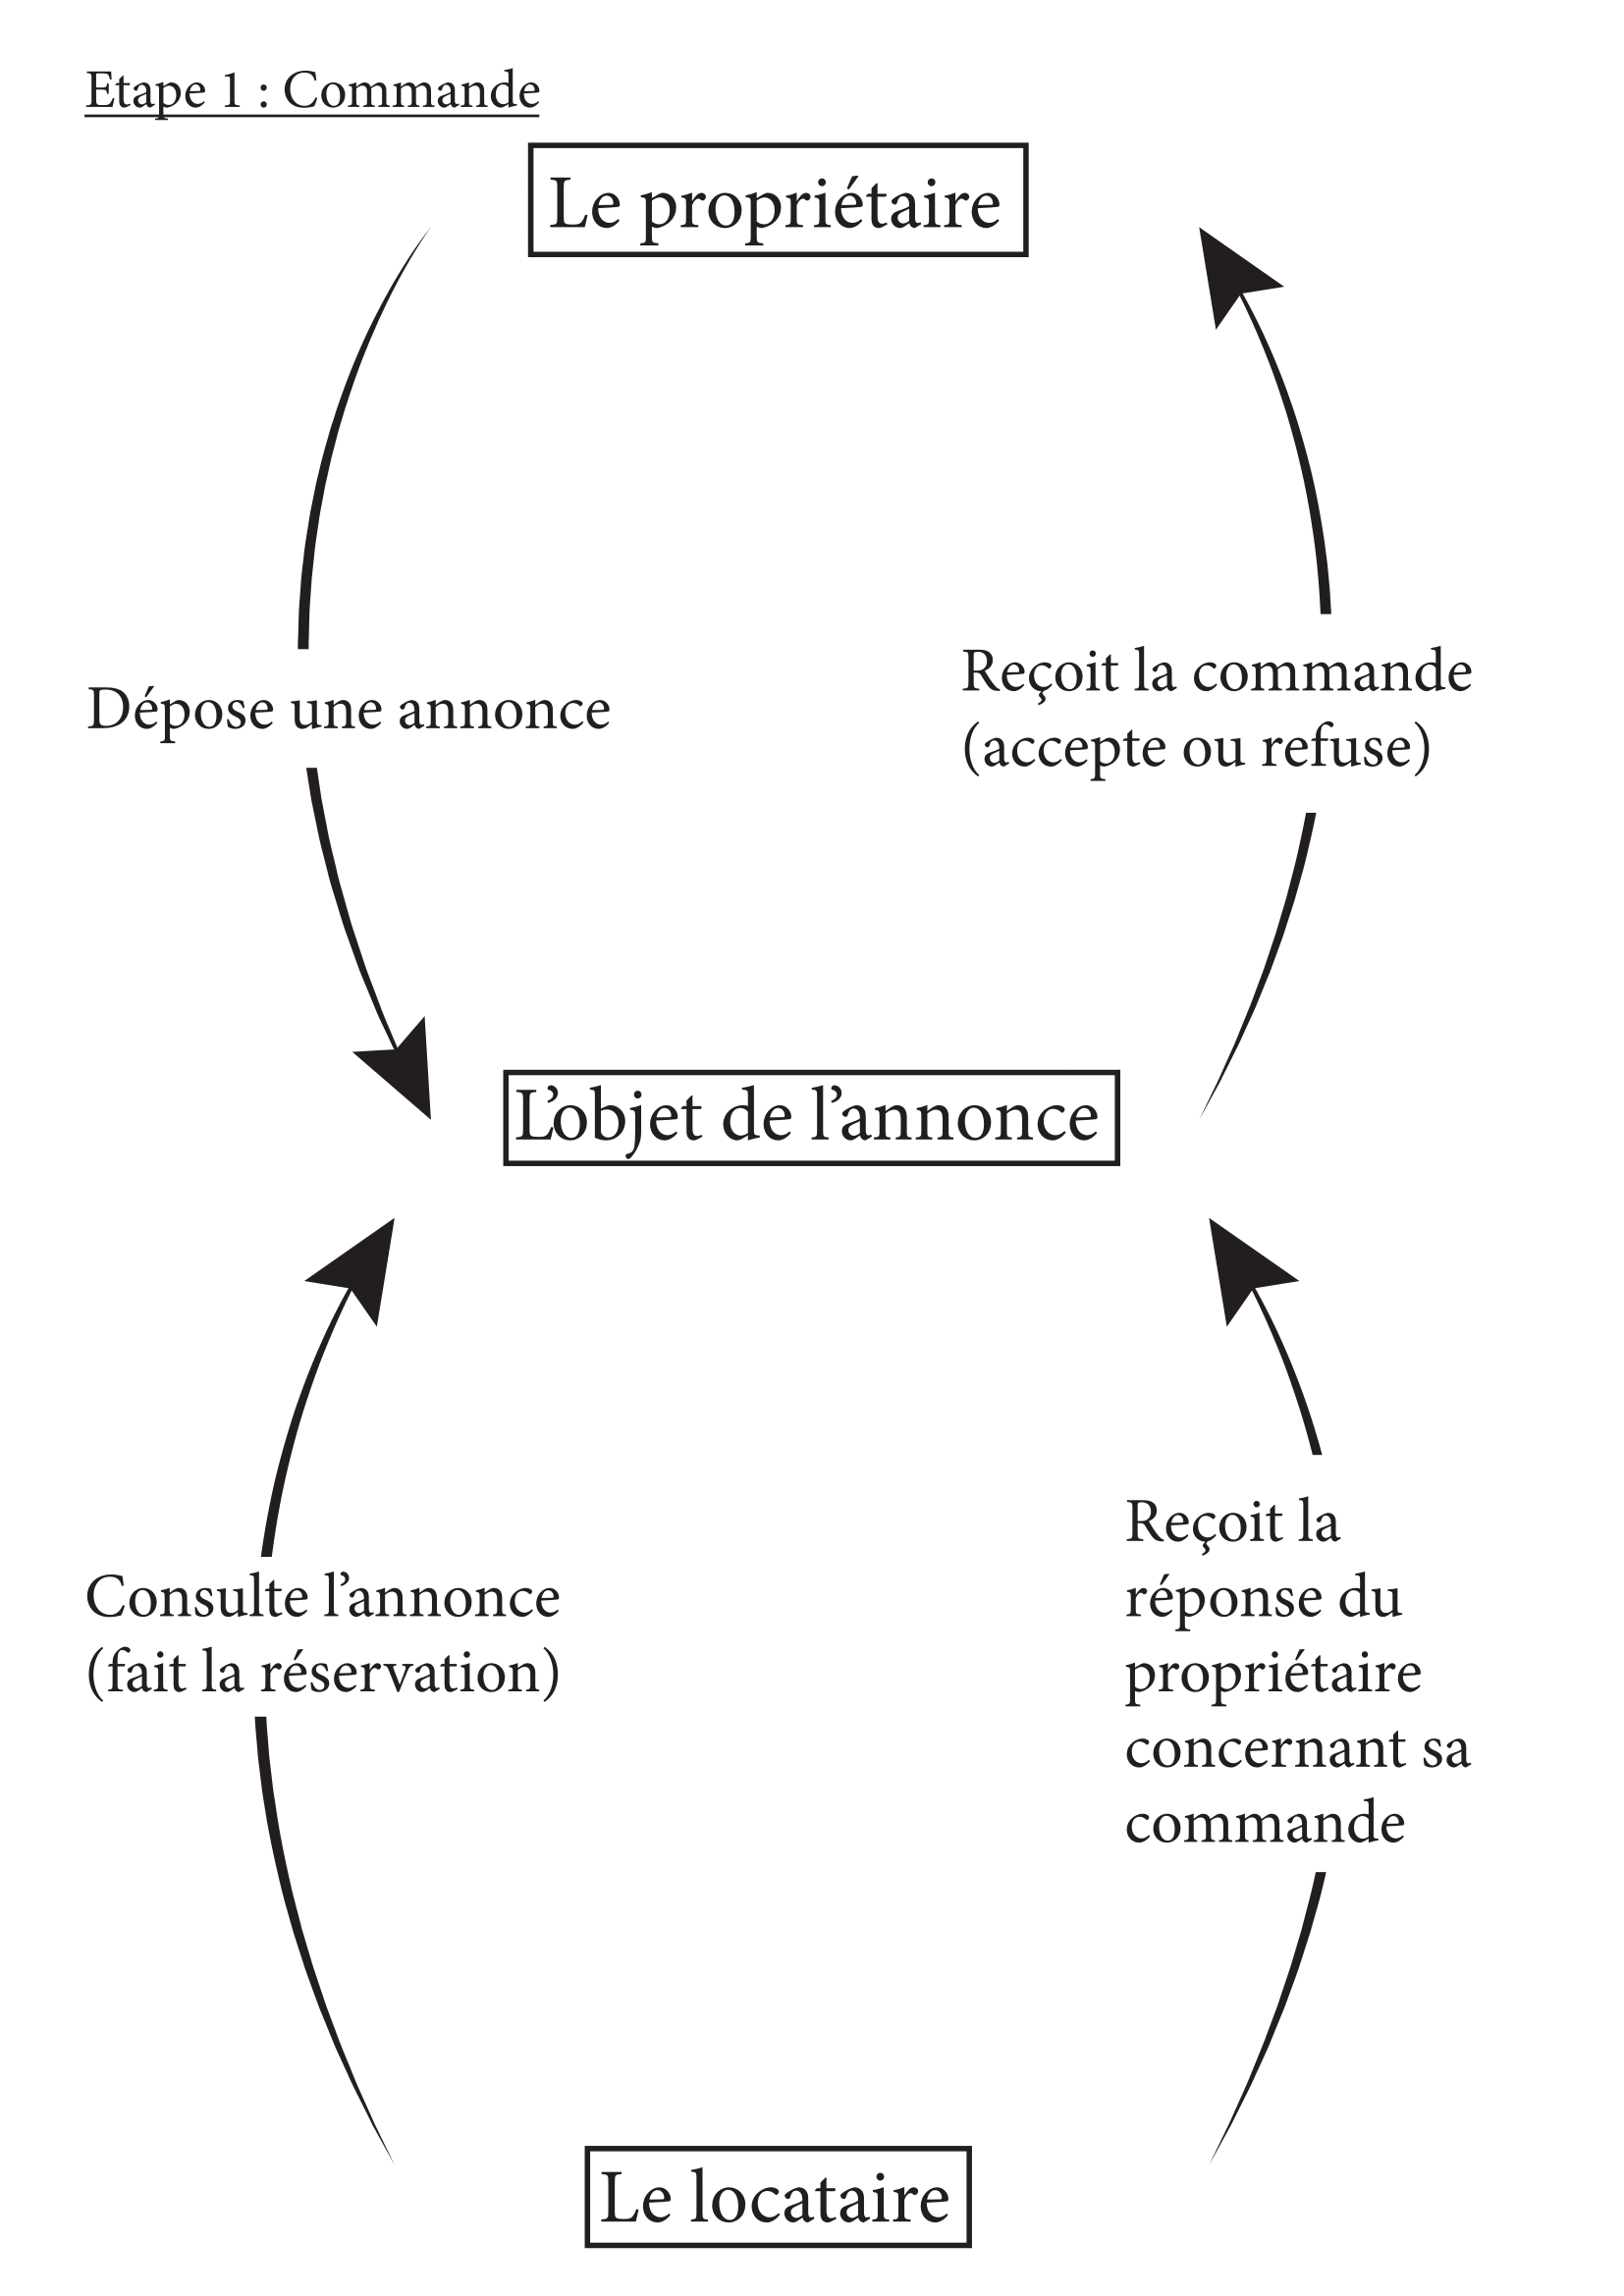 Etape 1 : Commande
Le propriétaire
Dépose une annonce
Reçoit la commande
(accepte ou refuse)
L’objet de l’annonce
Consulte l’annonce
(fait la réservation)
Reçoit la
réponse du
propriétaire
concernant sa
commande
Le locataire